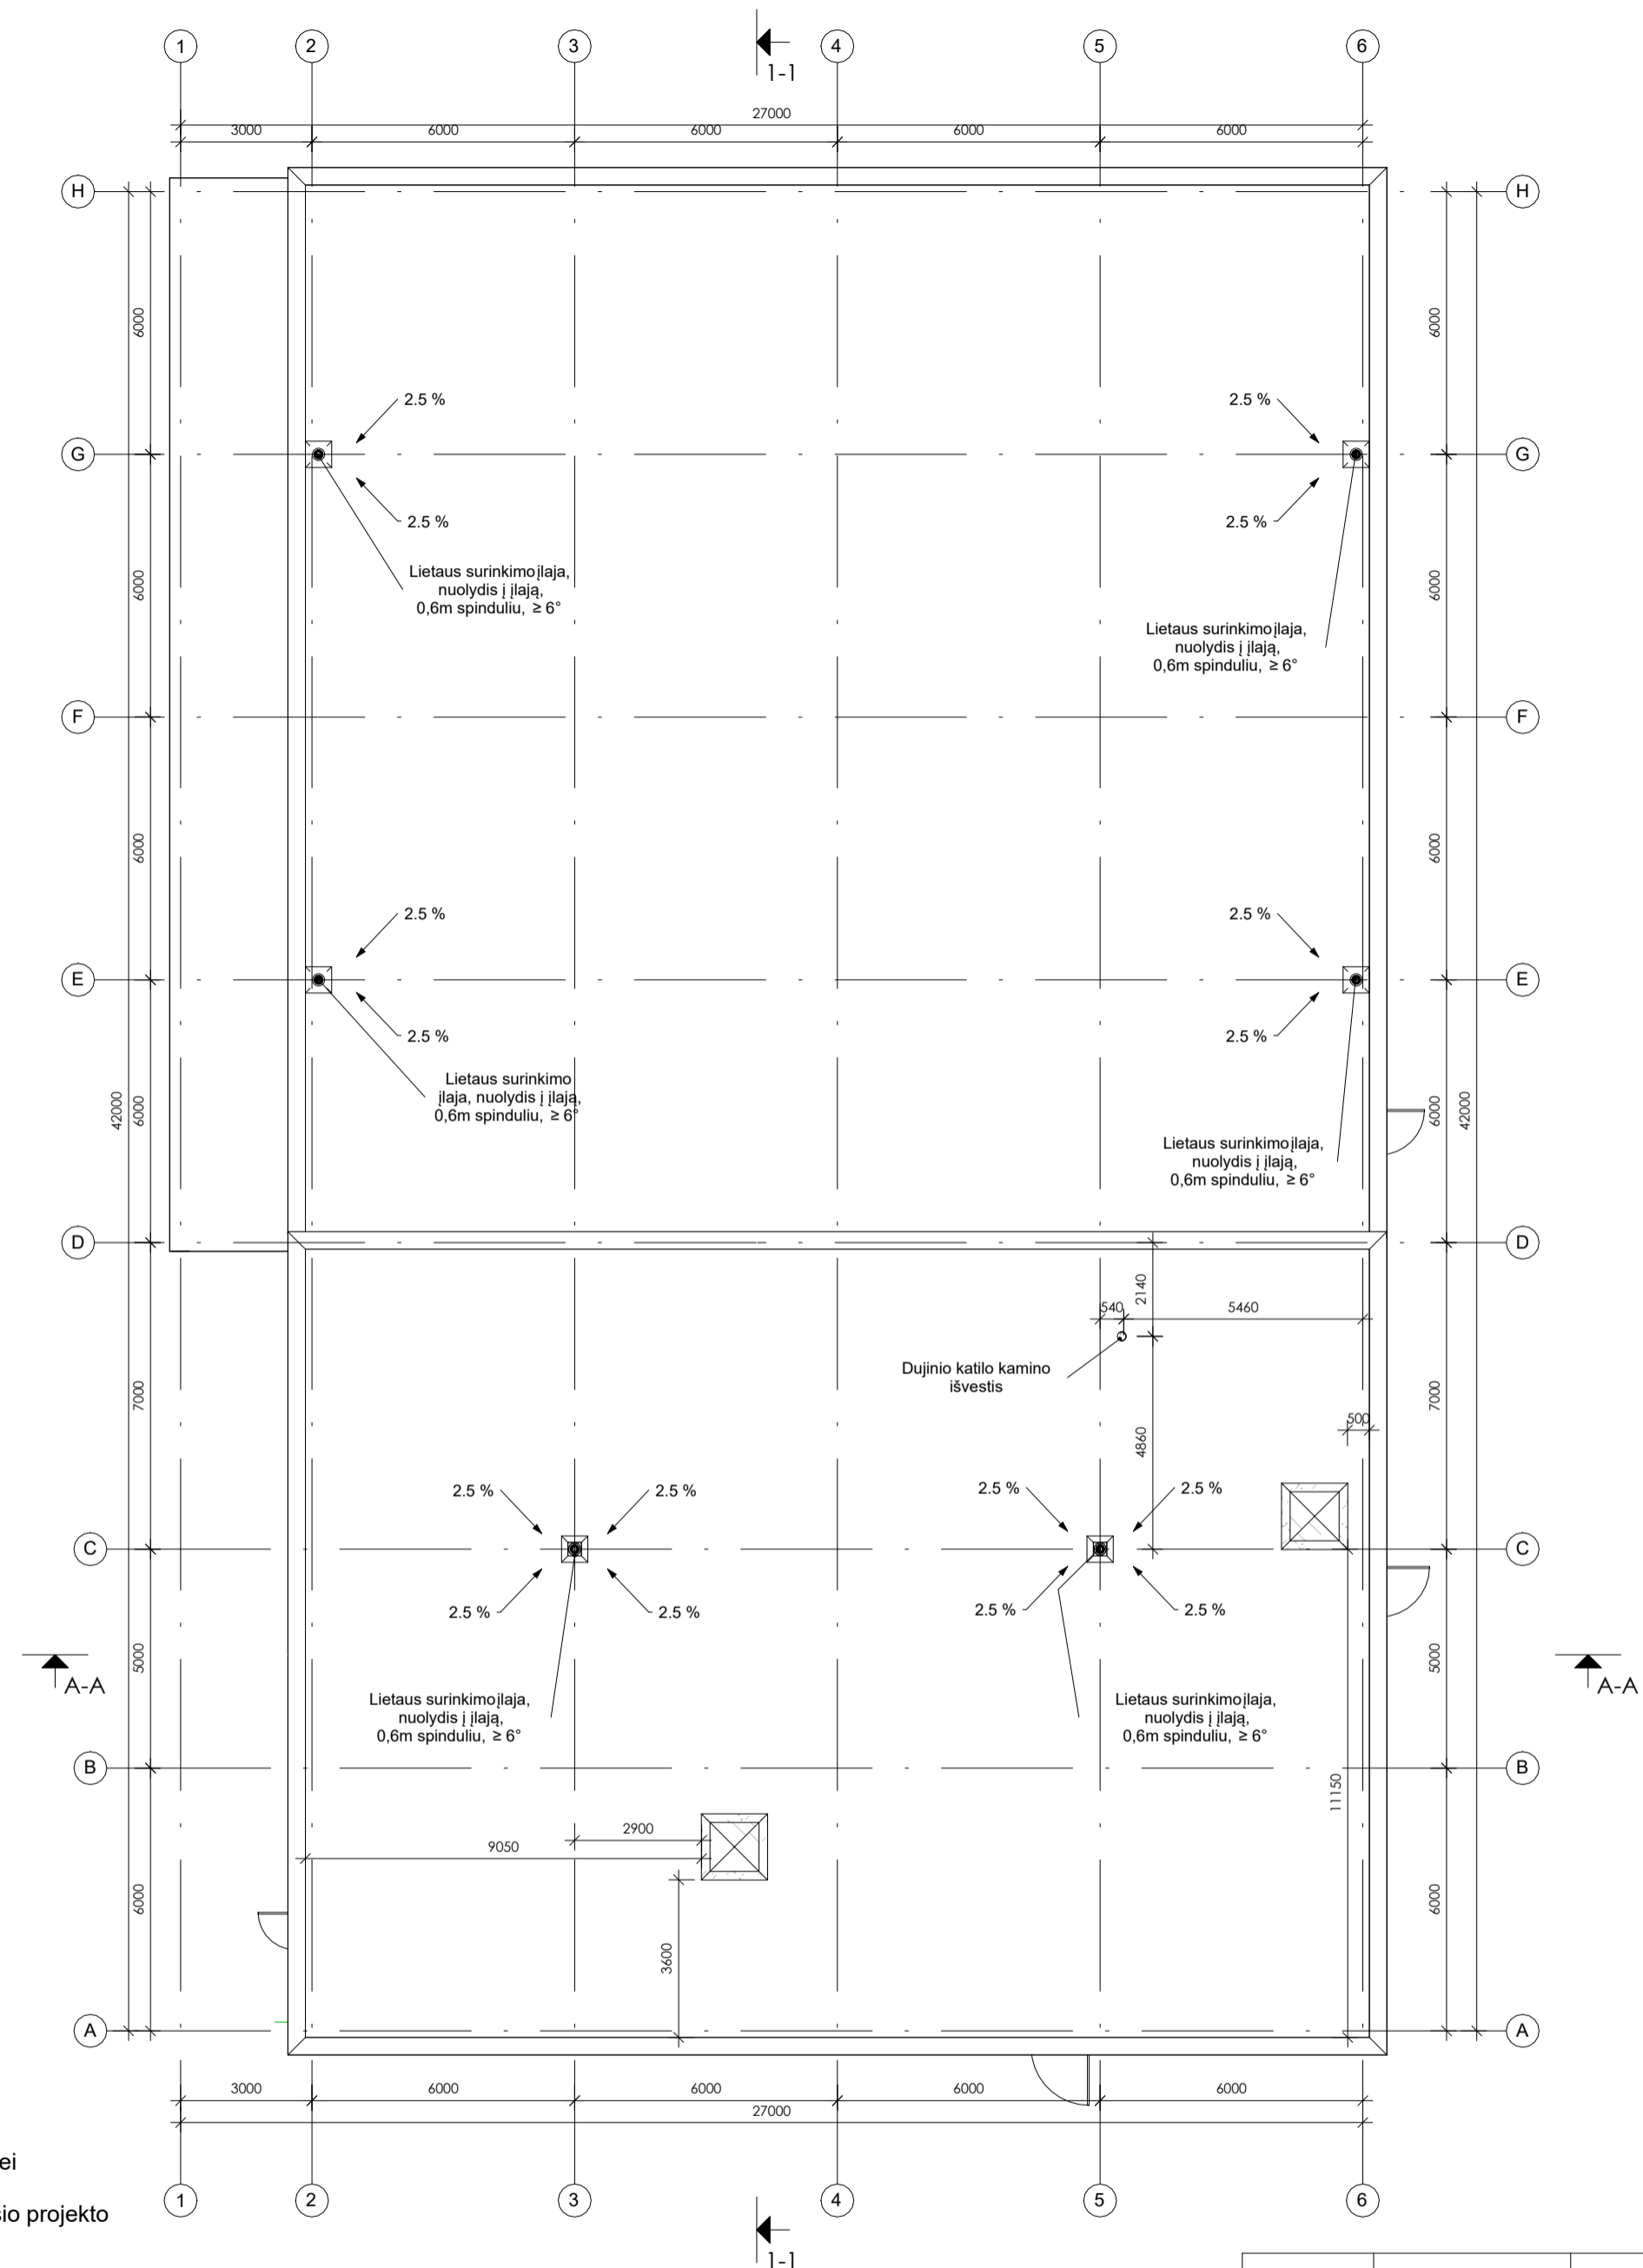 1 2 3 4 5 6
1-1
27000
3000 6000 6000 6000 6000
H H
6000 6000
2.5 % 2.5 %
G G
2.5 % 2.5 %
Lietaus surinkimo įlaja,
nuolydis į įlają,
0,6m spinduliu, ≥ 6°
6000 6000
Lietaus surinkimo įlaja,
nuolydis į įlają,
0,6m spinduliu, ≥ 6°
F F
6000 6000
2.5 % 2.5 %
E E
2.5 % 2.5 %
Lietaus surinkimo
įlaja, nuolydis į įlają,
0,6m spinduliu, ≥ 6°
42000 6000 6000 42000
Lietaus surinkimo įlaja,
nuolydis į įlają,
0,6m spinduliu, ≥ 6°
D D
2140
540 5460
Dujinio katilo kamino
išvestis
7000 7000
500
4860
2.5 % 2.5 % 2.5 % 2.5 %
C C
2.5 % 2.5 % 2.5 % 2.5 %
5000 5000
A-A A-A
Lietaus surinkimo įlaja,
nuolydis į įlają,
0,6m spinduliu, ≥ 6°
Lietaus surinkimo įlaja,
nuolydis į įlają,
0,6m spinduliu, ≥ 6°
B B
11150
2900
9050
6000 6000
3600
A A
3000 6000 6000 6000 6000
27000
ei
io projekto
1 2 3 4 5 6
1-1